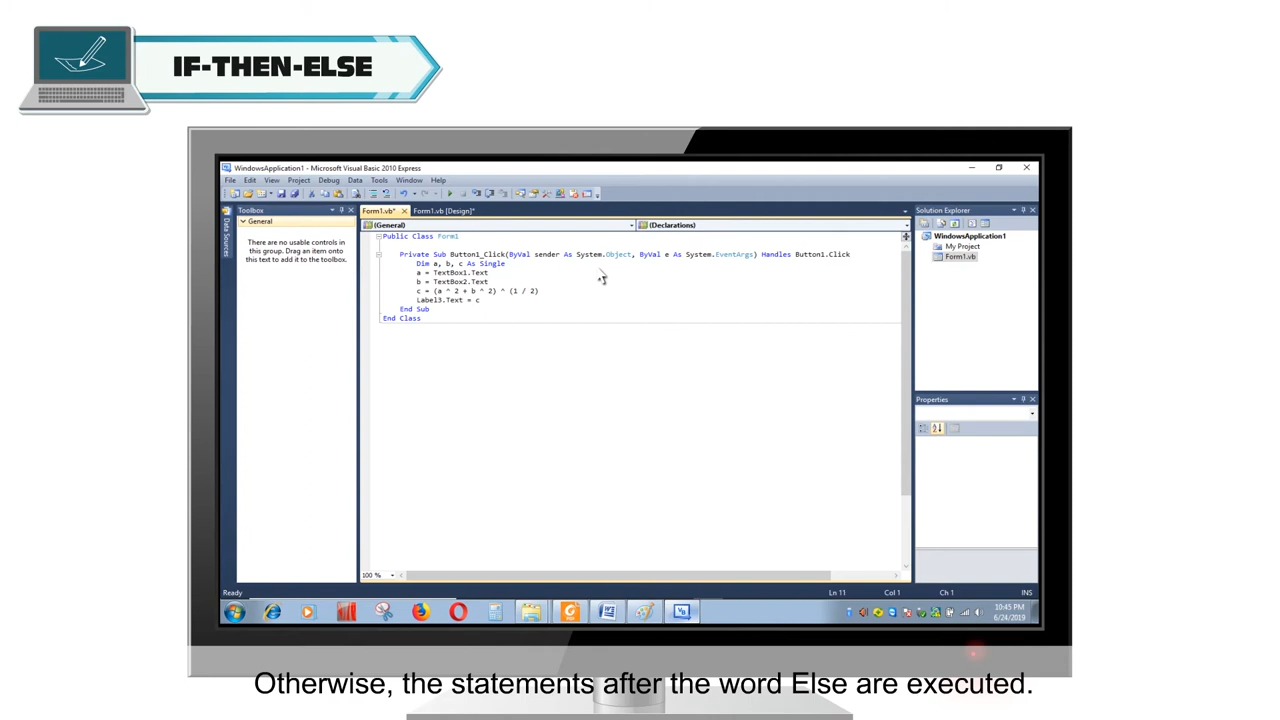 IF-THEN-ELSE
WindowsApplication1 - Microsoft Visual Basic 2010 Express
File Edit View Project Debug Data Tools Window Help
Toolbox
General
There are no usable controls in
this group. Drag an item onto
this text to add it to the toolbox.
Data Sources
Form1.vb*
Form1.vb [Design]*
(General)
(Declarations)
Public Class Form1
Private Sub Button1_Click(ByVal sender As System.Object, ByVal e As System.EventArgs) Handles Button1.Click
Dim a, b, c As Single
a = TextBox1.Text
b = TextBox2.Text
c = (a ^ 2 + b ^ 2) ^ (1 / 2)
Label3.Text = c
End Sub
End Class
100 %
Solution Explorer
WindowsApplication1
My Project
Form1.vb
Properties
Ready
Ln 11
Col 1
Ch 1
INS
10:45 PM
6/24/2019
Otherwise, the statements after the word Else are executed.